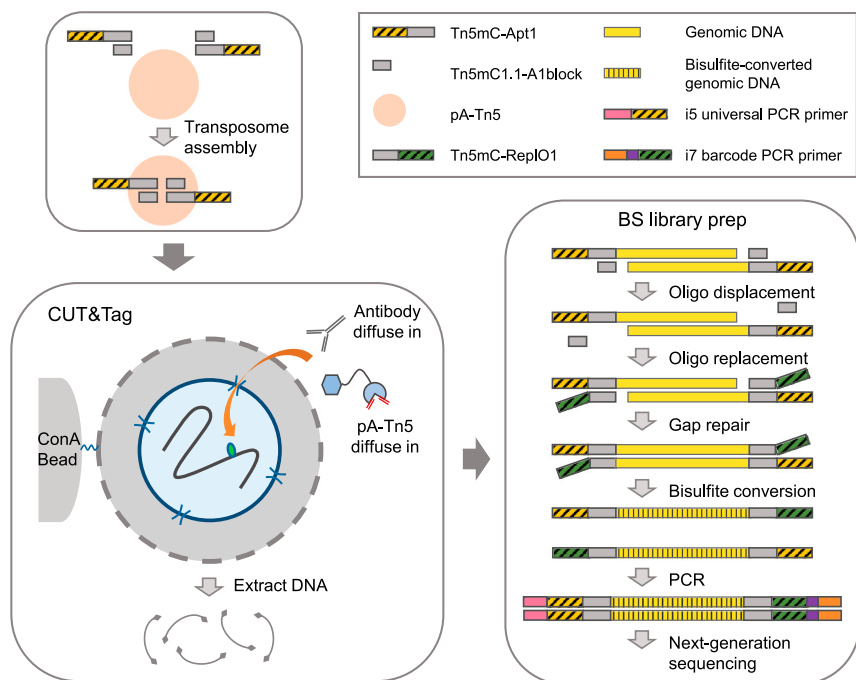 Transposome
assembly
Tn5mC-Apt1
Tn5mC1.1-A1block
pA-Tn5
Tn5mC-ReplO1
Genomic DNA
Bisulfite-converted
genomic DNA
i5 universal PCR primer
i7 barcode PCR primer
CUT&Tag
Antibody
diffuse in
pA-Tn5
diffuse in
ConA
Bead
Extract DNA
BS library prep
Oligo displacement
Oligo replacement
Gap repair
Bisulfite conversion
PCR
Next-generation
sequencing